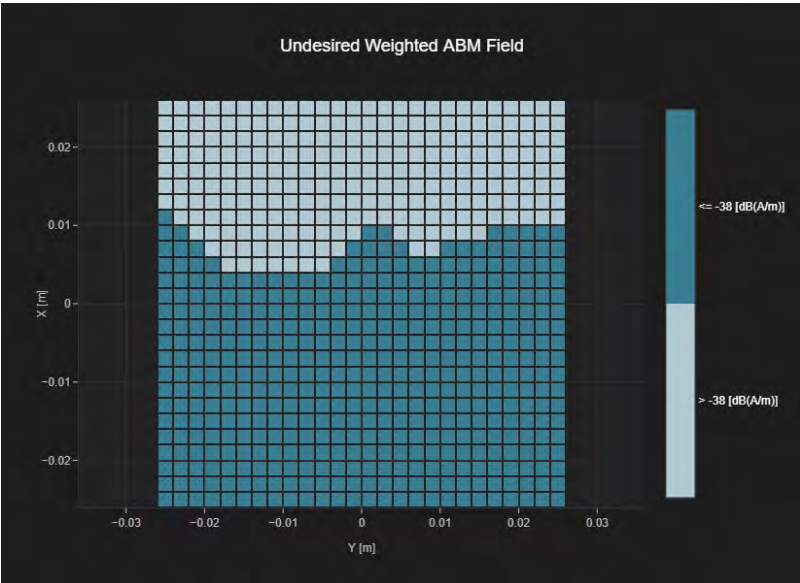 Undesired Weighted ABM Field
0.02
0.01
0
−0.01
−0.02
X [m]
−0.03
−0.02
−0.01
0
0.01
0.02
0.03
Y [m]
<= -38 [dB(A/m)]
> -38 [dB(A/m)]